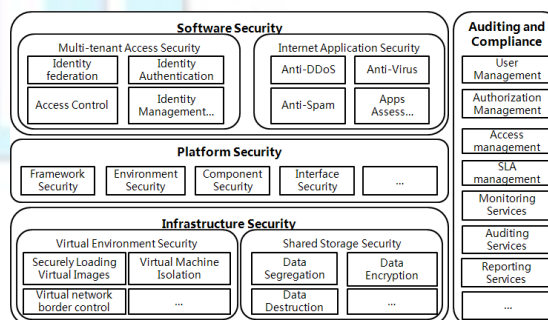 Software Security
Multi-tenant Access Security
Identity
federation
Identity
Authentication
Access Control
Identity
Management...
Internet Application Security
Anti-DDoS
Anti-Virus
Anti-Spam
Apps
Assess...
Platform Security
Framework
Security
Environment
Security
Component
Security
Interface
Security
...
Infrastructure Security
Virtual Environment Security
Securely Loading
Virtual Images
Virtual Machine
Isolation
Virtual network
border control
...
Shared Storage Security
Data
Segregation
Data
Encryption
Data
Destruction
...
Auditing and
Compliance
User
Management
Authorization
Management
Access
management
SLA
management
Monitoring
Services
Auditing
Services
Reporting
Services
...